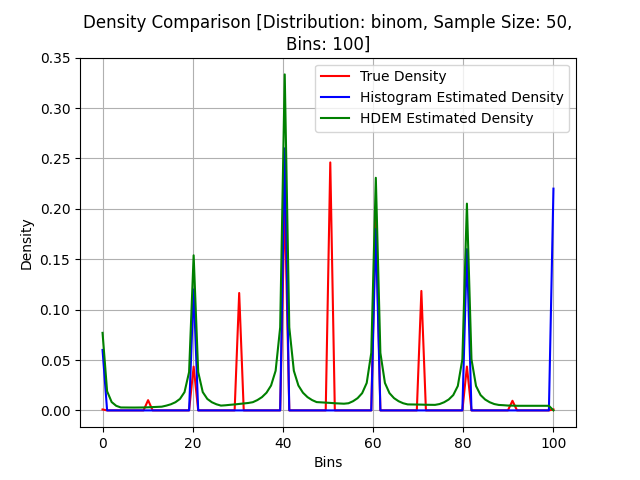 Density Comparison [Distribution: binom, Sample Size: 50,
Bins: 100]
True Density
Histogram Estimated Density
HDEM Estimated Density
Density
0.35
0.30
0.25
0.20
0.15
0.10
0.05
0.00
0 20 40 60 80 100
Bins